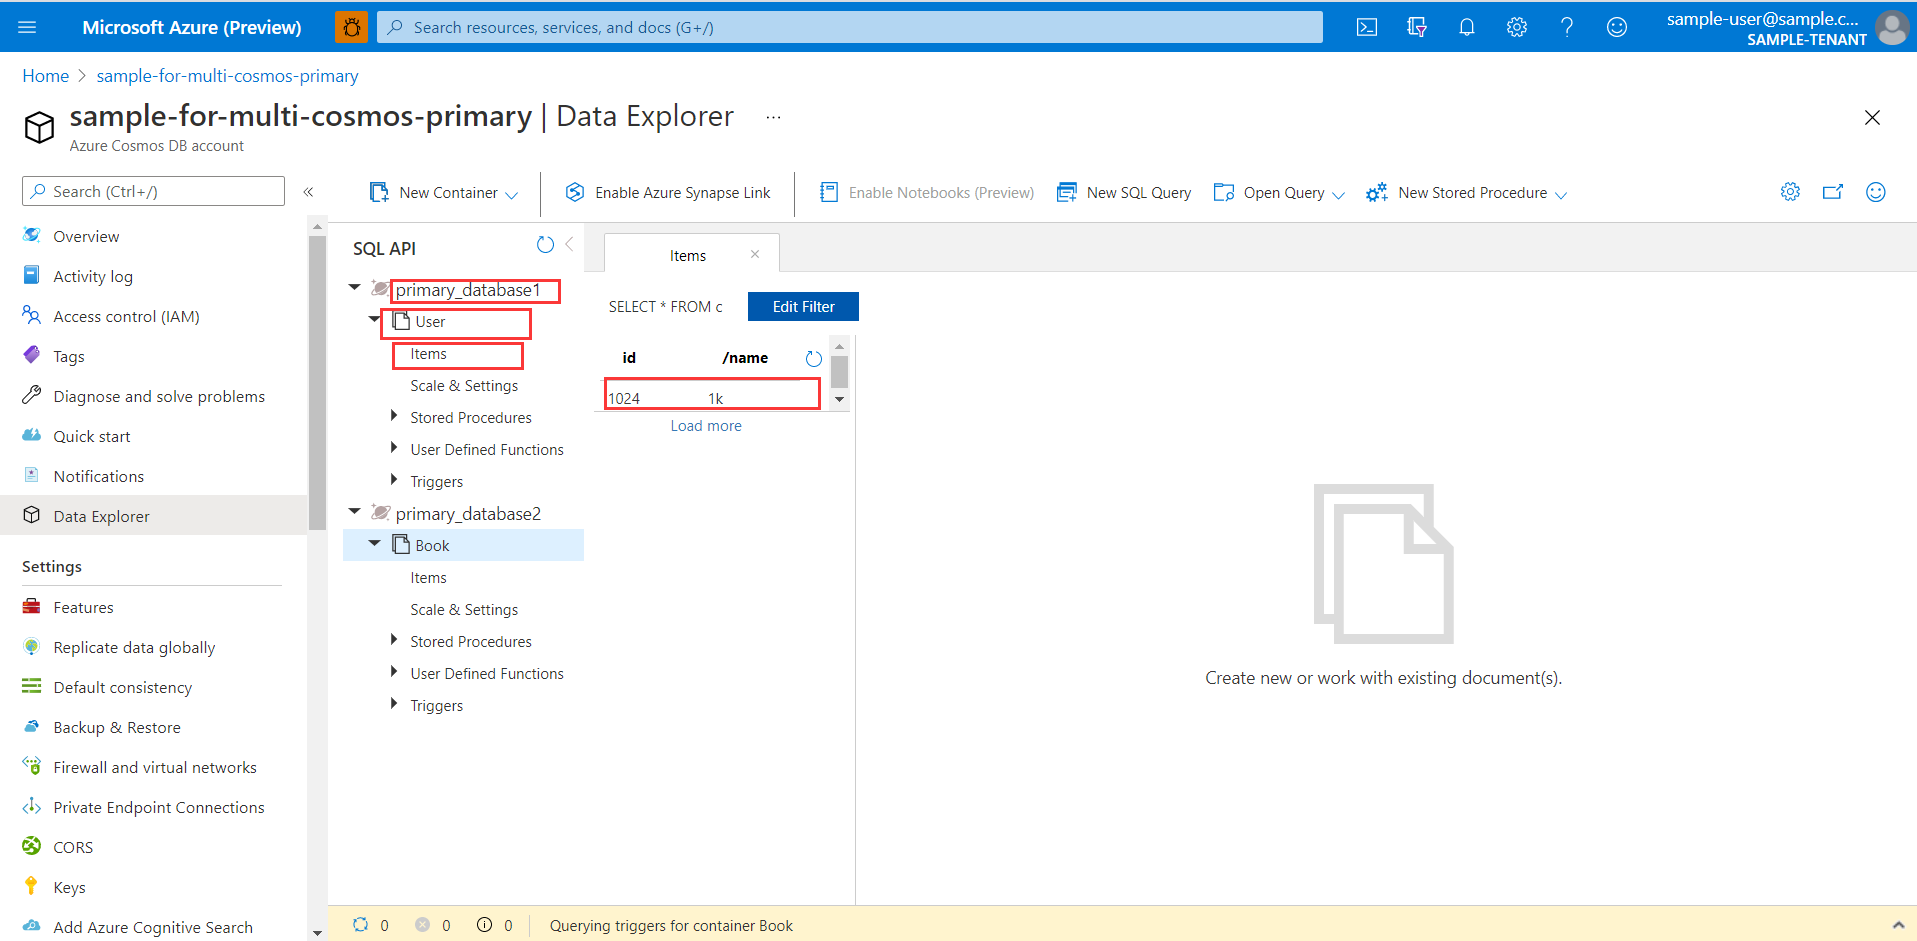 Microsoft Azure (Preview)
Search resources, services, and docs (G+/)
sample-user@sample.c...
SAMPLE-TENANT
Home > sample-for-multi-cosmos-primary
sample-for-multi-cosmos-primary | Data Explorer ...
Azure Cosmos DB account
Search (Ctrl+/)
«
New Container
Enable Azure Synapse Link
Enable Notebooks (Preview)
New SQL Query
Open Query
New Stored Procedure
Overview
Activity log
Access control (IAM)
Tags
Diagnose and solve problems
Quick start
Notifications
Data Explorer
Settings
Features
Replicate data globally
Default consistency
Backup & Restore
Firewall and virtual networks
Private Endpoint Connections
CORS
Keys
Add Azure Cognitive Search
SQL API
primary_database1
User
Items
Scale & Settings
Stored Procedures
User Defined Functions
Triggers
primary_database2
Book
Items
Scale & Settings
Stored Procedures
User Defined Functions
Triggers
Items
SELECT * FROM c
Edit Filter
id /name
1024 1k
Load more
Create new or work with existing document(s).
0 0 0 Querying triggers for container Book